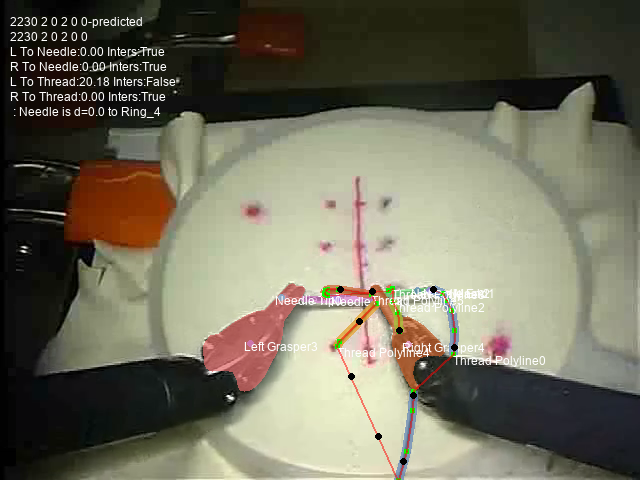 2230 2 0 2 0 0-predicted
2230 2 0 2 0 0
L To Needle:0.00 Inters:True
R To Needle:0.00 Inters:True
L To Thread:20.18 Inters:False
R To Thread:0.00 Inters:True
: Needle is d=0.0 to Ring_4
Needle
Needle
Thread Polyline2
Left Grasper3
Right Grasper4
Thread Polyline4
Thread Polyline0